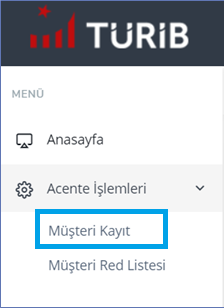 TÜRİB
MENÜ
Anasayfa
Acente İşlemleri
Müşteri Kayıt
Müşteri Red Listesi